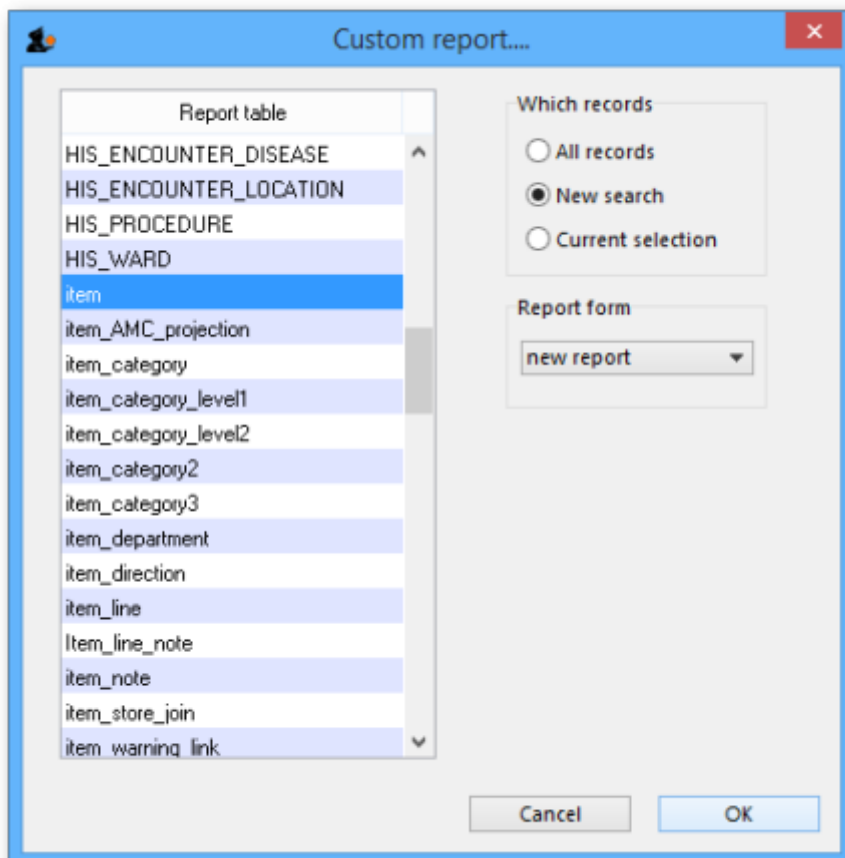 Custom report....
Report table
HIS_ENCOUNTER_DISEASE
HIS_ENCOUNTER_LOCATION
HIS_PROCEDURE
HIS_WARD
item
item_AMC_projection
item_category
item_category_level1
item_category_level2
item_category2
item_category3
item_department
item_direction
item_line
Item_line_note
item_note
item_store_join
item_warning_link
Which records
All records
New search
Current selection
Report form
new report
Cancel
OK